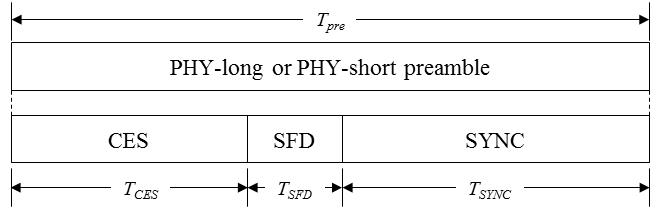 T_pre
PHY-long or PHY-short preamble
CES SFD SYNC
T_CES T_SFD T_SYNC